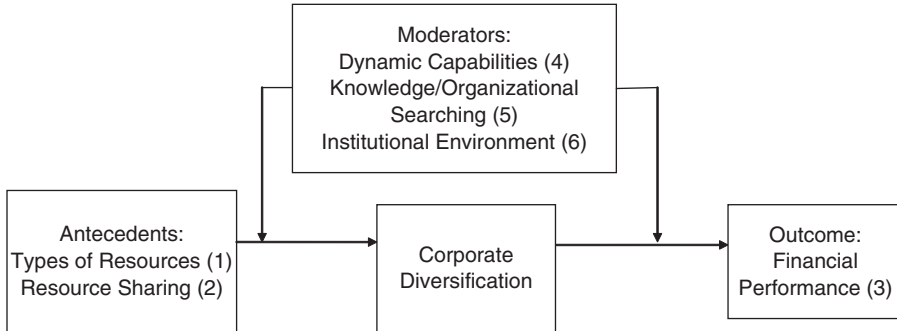 Moderators:
Dynamic Capabilities (4)
Knowledge/Organizational
Searching (5)
Institutional Environment (6)
Antecedents:
Types of Resources (1)
Resource Sharing (2)
Corporate
Diversification
Outcome:
Financial
Performance (3)